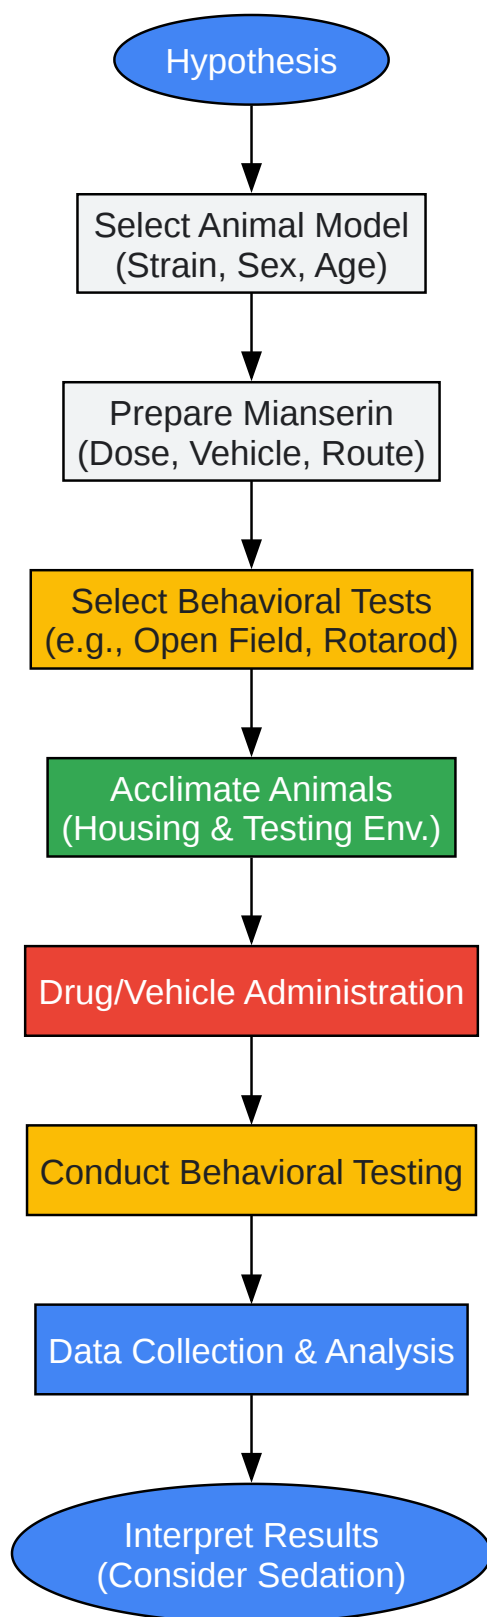 Hypothesis
Select Animal Model
(Strain, Sex, Age)
Prepare Mianserin
(Dose, Vehicle, Route)
Select Behavioral Tests
(e.g., Open Field, Rotarod)
Acclimate Animals
(Housing & Testing Env.)
Drug/Vehicle Administration
Conduct Behavioral Testing
Data Collection & Analysis
Interpret Results
(Consider Sedation)